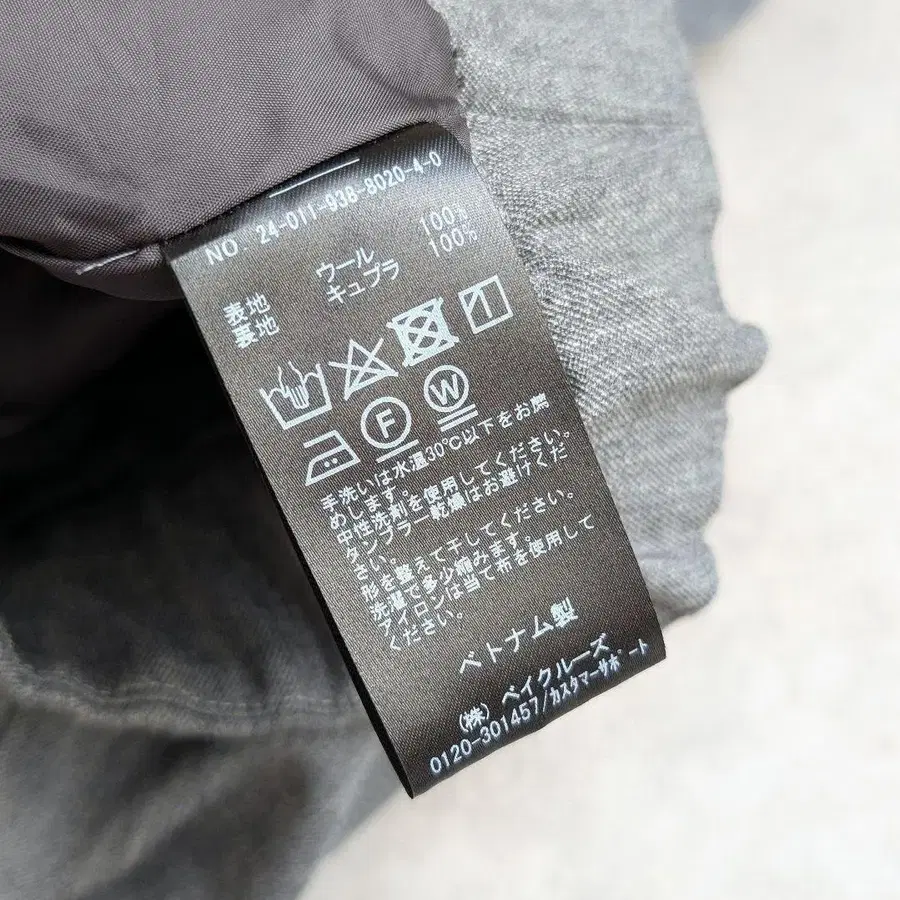 NO. 24-011-938-8020-4-0
表地 ウール 100%
裏地 キュプラ 100%
F W
手洗いは水温30℃以下をお薦
めします。
中性洗剤を使用してください。
タンブラー乾燥はお避けくだ
さい。
形を整えて干してください。
洗濯で多少縮みます。
アイロンは当て布を使用して
ください。
ベトナム製
(株) ベイクルーズ
0120-301457/カスタマーサポート